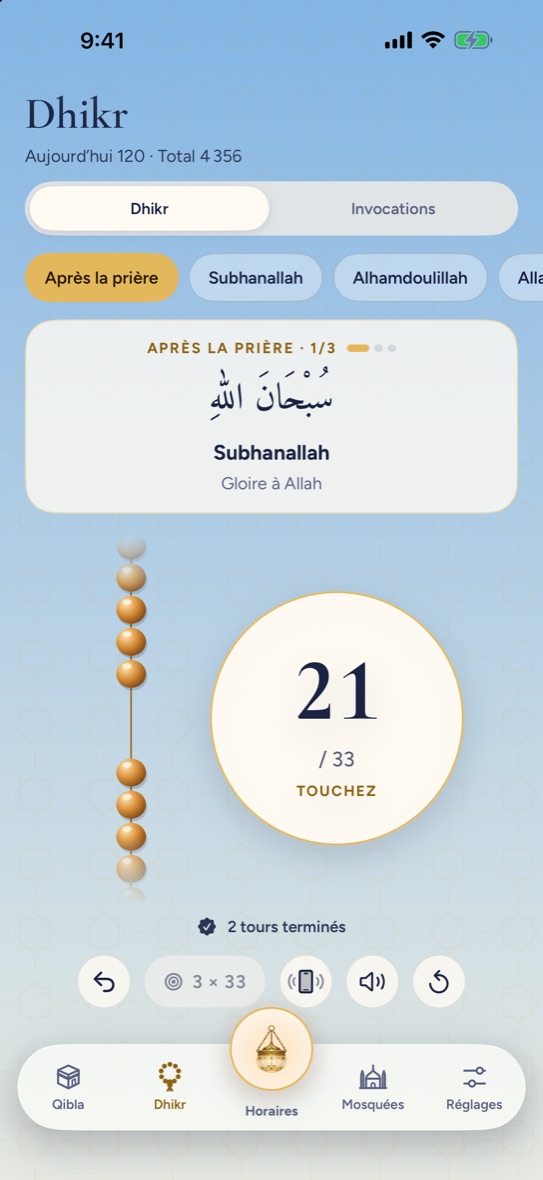 9:41
Dhikr
Aujourd’hui 120 · Total 4 356
Dhikr
Invocations
Après la prière
Subhanallah
Alhamdoulillah
APRÈS LA PRIÈRE · 1/3
سُبْحَانَ اللّٰهِ
Subhanallah
Gloire à Allah
21
/ 33
TOUCHEZ
2 tours terminés
3 × 33
Qibla
Dhikr
Horaires
Mosquées
Réglages